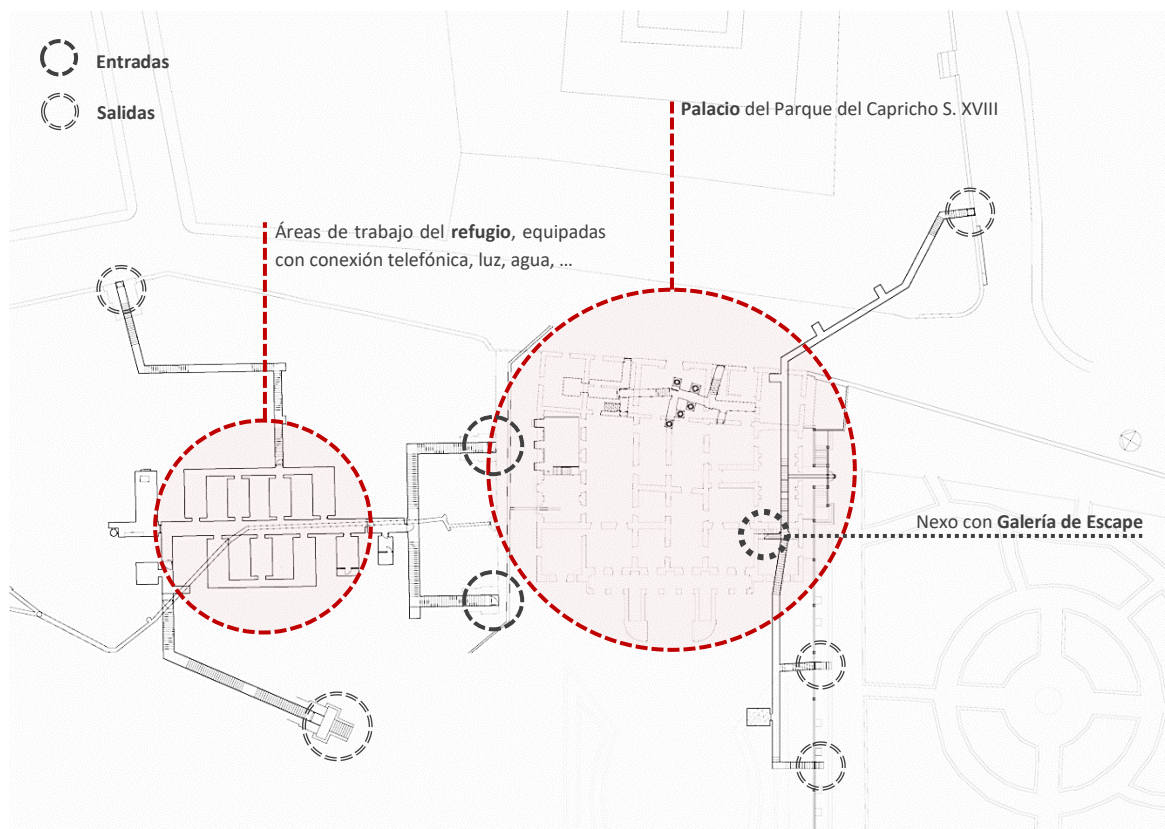 Entradas
Salidas
Palacio del Parque del Capricho S. XVIII
Áreas de trabajo del refugio, equipadas
con conexión telefónica, luz, agua, ...
Nexo con Galería de Escape